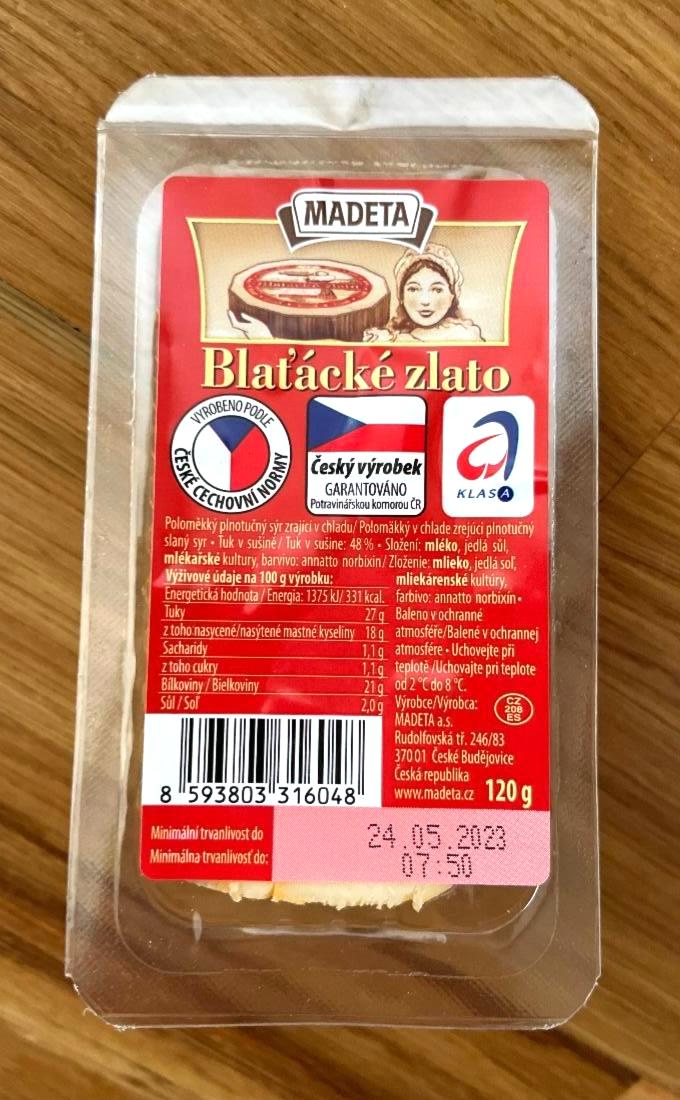 MADETA
Blaťácké zlato
VYROBENO PODLE
ČESKÉ CECHOVNÍ NORMY
Český výrobek
GARANTOVÁNO
Potravinářskou komorou ČR
KLASA
Poloměkký plnotučný sýr zrající v chladu/ Polomäkký v chlade zrejúci plnotučný
slaný syr • Tuk v sušině / Tuk v sušine: 48 % • Složení: mléko, jedlá sůl,
mlékařské kultury, barvivo: annatto norbixin / Zloženie: mlieko, jedlá soľ,
Výživové údaje na 100 g výrobku:
Energetická hodnota / Energia: 1375 kJ/ 331 kcal.
Tuky 27 g
z toho nasycené/nasýtené mastné kyseliny 18 g
Sacharidy 1,1 g
z toho cukry 1,1 g
Bílkoviny / Bielkoviny 21 g
Sůl / Soľ 2,0 g
mliekárenské kultúry,
farbivo: annatto norbixín •
Baleno v ochranné
atmosféře/Balené v ochrannej
atmosfére • Uchovejte při
teplotě /Uchovajte pri teplote
od 2 °C do 8 °C.
Výrobce/Výrobca:
MADETA a.s.
Rudolfovská tř. 246/83
370 01 České Budějovice
Česká republika
www.madeta.cz
CZ
208
ES
120 g
8 593803 316048
Minimální trvanlivost do
Minimálna trvanlivosť do:
24.05.2023
07:50